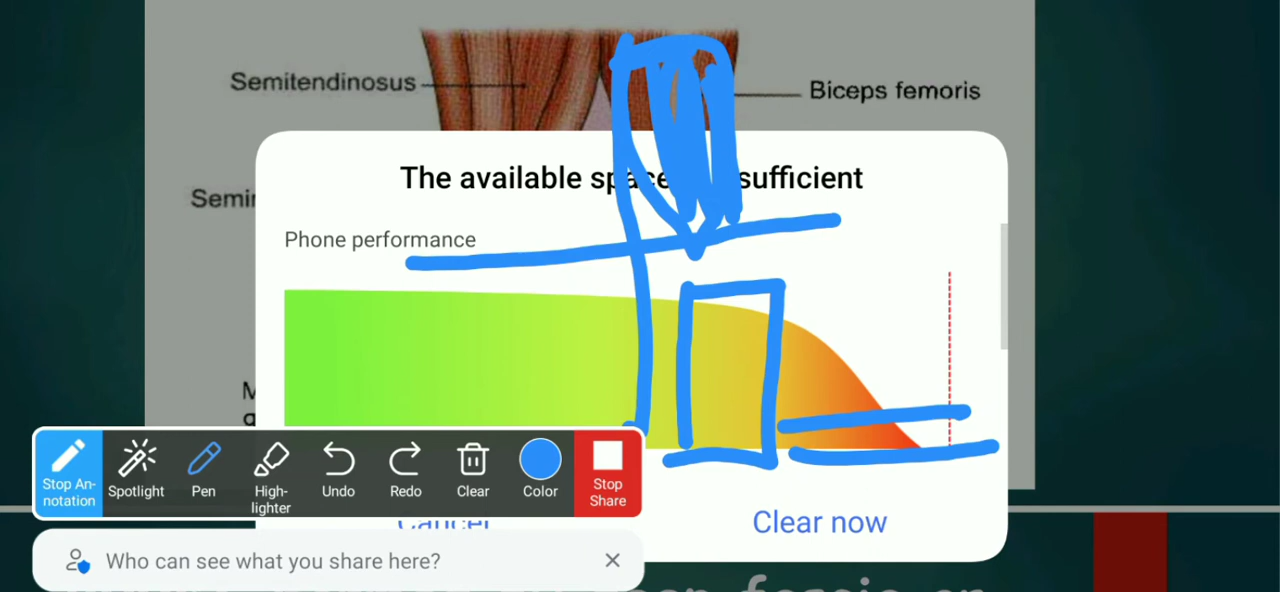 Semitendinosus
Biceps femoris
The available space sufficient
Phone performance
Stop An-
notation
Spotlight
Pen
High-
lighter
Undo
Redo
Clear
Color
Stop
Share
Cancel
Clear now
Who can see what you share here?